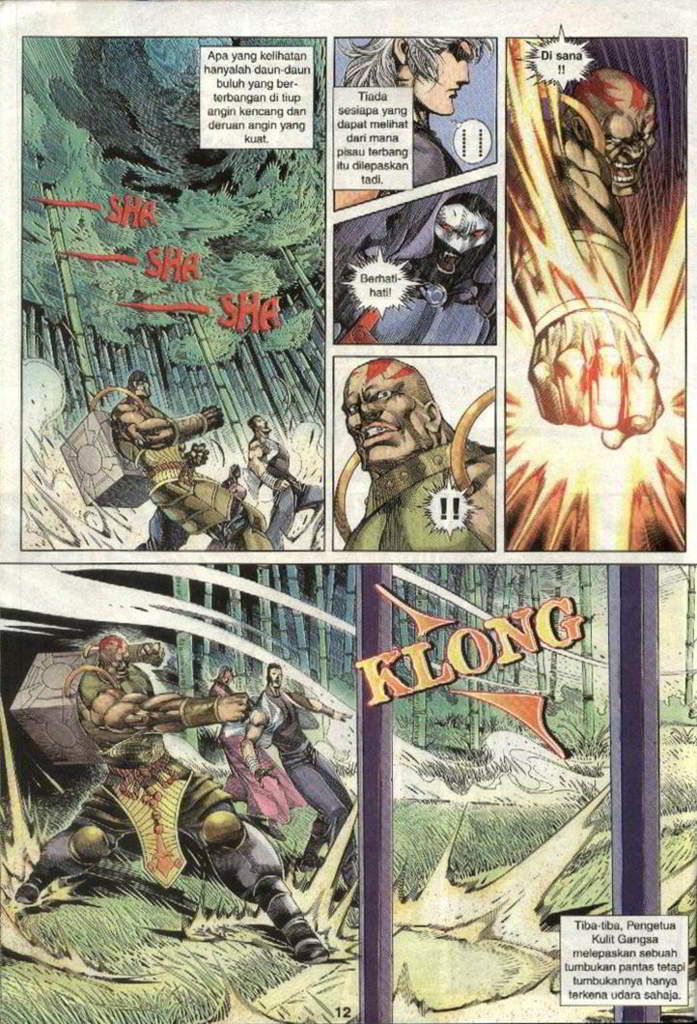 Apa yang kelihatan
hanyalah daun-daun
buluh yang ber-
terbangan di tiup
angin kencang dan
deruan angin yang
kuat.
SHA
SHA
SHA
Tiada
sesiapa yang
dapat melihat
dari mana
pisau terbang
itu dilepaskan
tadi.
!!
Berhati-
hati!
!!
Di sana
!!
KLONG
Tiba-tiba, Pengetua
Kulit Gangsa
melepaskan sebuah
tumbukan pantas tetapi
tumbukannya hanya
terkena udara sahaja.
12